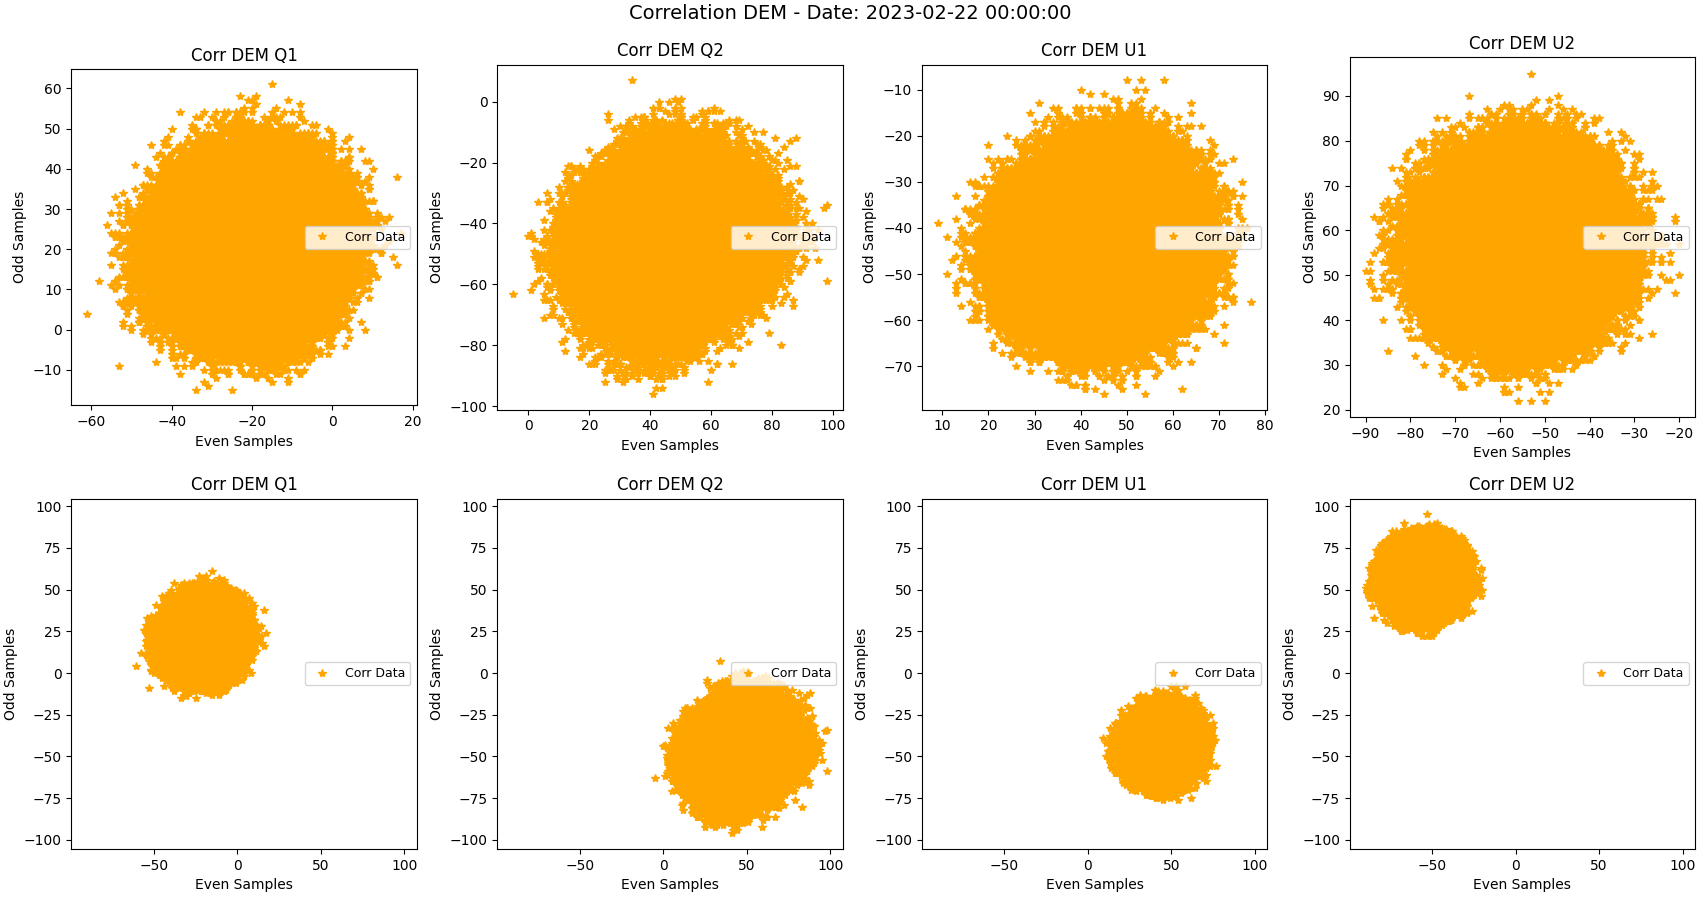 Correlation DEM - Date: 2023-02-22 00:00:00
Corr DEM Q1
Odd Samples
60
50
40
30
20
10
0
−10
−60 −40 −20 0 20
Even Samples
Corr Data
Corr DEM Q2
Odd Samples
0
−20
−40
−60
−80
−100
0 20 40 60 80 100
Even Samples
Corr Data
Corr DEM U1
Odd Samples
−10
−20
−30
−40
−50
−60
−70
10 20 30 40 50 60 70 80
Even Samples
Corr Data
Corr DEM U2
Odd Samples
90
80
70
60
50
40
30
20
−90 −80 −70 −60 −50 −40 −30 −20
Even Samples
Corr Data
Corr DEM Q1
Odd Samples
100
75
50
25
0
−25
−50
−75
−100
−50 0 50 100
Even Samples
Corr Data
Corr DEM Q2
Odd Samples
100
75
50
25
0
−25
−50
−75
−100
−50 0 50 100
Even Samples
Corr Data
Corr DEM U1
Odd Samples
100
75
50
25
0
−25
−50
−75
−100
−50 0 50 100
Even Samples
Corr Data
Corr DEM U2
Odd Samples
100
75
50
25
0
−25
−50
−75
−100
−50 0 50 100
Even Samples
Corr Data